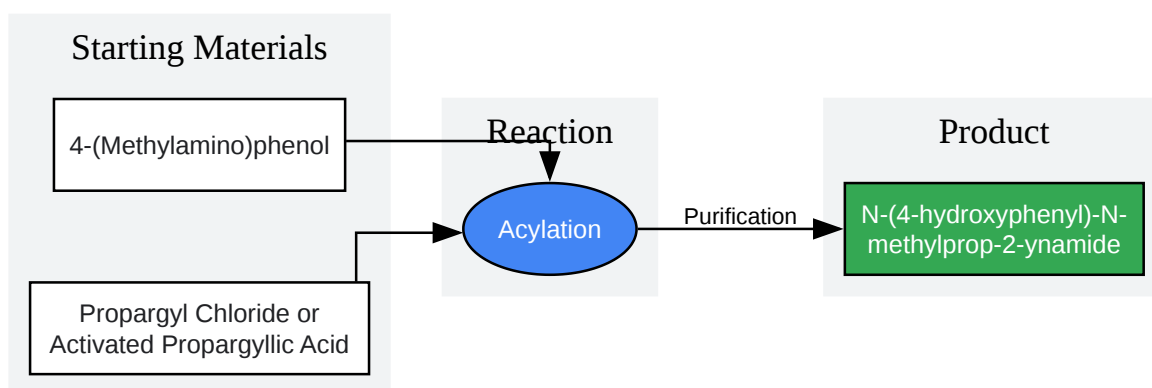 Starting Materials
4-(Methylamino)phenol
Propargyl Chloride or
Activated Propargyllic Acid
Reaction
Acylation
Purification
Product
N-(4-hydroxyphenyl)-N-
methylprop-2-ynamide